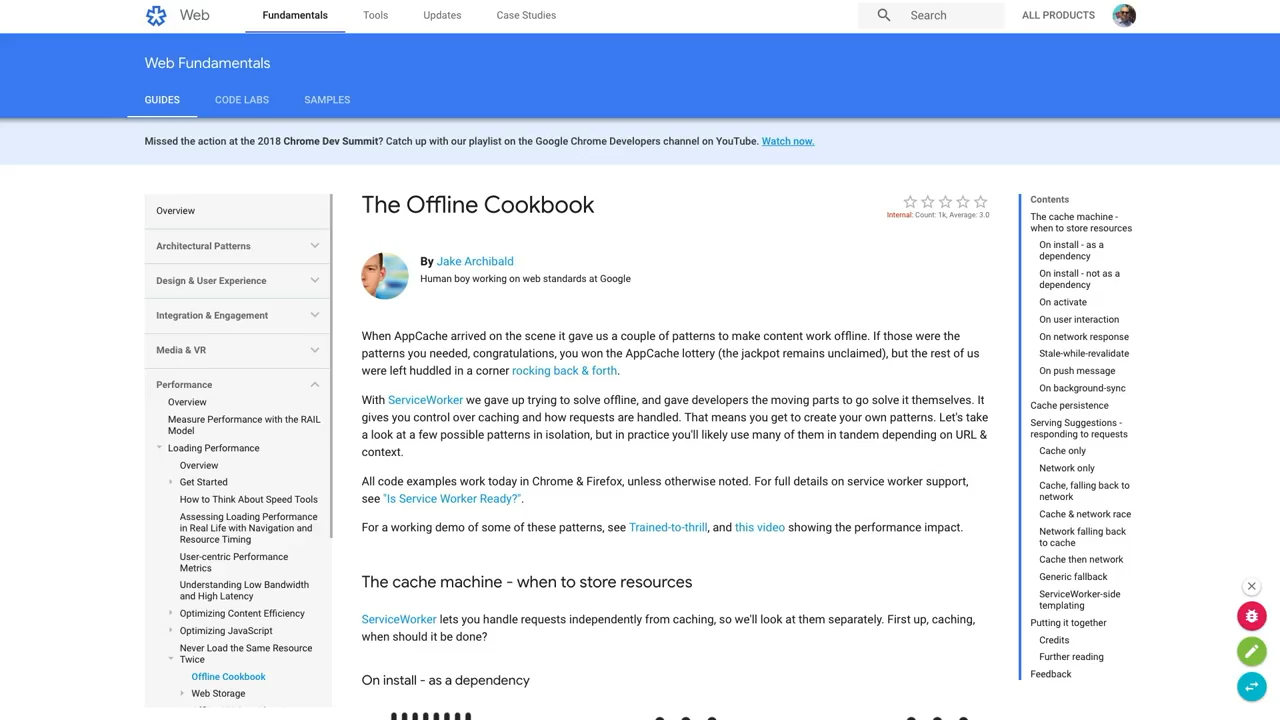 Web
Fundamentals
Tools
Updates
Case Studies
Search
ALL PRODUCTS
Web Fundamentals
GUIDES
CODE LABS
SAMPLES
Missed the action at the 2018 Chrome Dev Summit? Catch up with our playlist on the Google Chrome Developers channel on YouTube. Watch now.
Overview
Architectural Patterns
Design & User Experience
Integration & Engagement
Media & VR
Performance
Overview
Measure Performance with the RAIL
Model
Loading Performance
Overview
Get Started
How to Think About Speed Tools
Assessing Loading Performance
in Real Life with Navigation and
Resource Timing
User-centric Performance
Metrics
Understanding Low Bandwidth
and High Latency
Optimizing Content Efficiency
Optimizing JavaScript
Never Load the Same Resource
Twice
Offline Cookbook
Web Storage
The Offline Cookbook
Internal: Count: 1k, Average: 3.0
By Jake Archibald
Human boy working on web standards at Google
When AppCache arrived on the scene it gave us a couple of patterns to make content work offline. If those were the
patterns you needed, congratulations, you won the AppCache lottery (the jackpot remains unclaimed), but the rest of us
were left huddled in a corner rocking back & forth.
With ServiceWorker we gave up trying to solve offline, and gave developers the moving parts to go solve it themselves. It
gives you control over caching and how requests are handled. That means you get to create your own patterns. Let's take
a look at a few possible patterns in isolation, but in practice you'll likely use many of them in tandem depending on URL &
context.
All code examples work today in Chrome & Firefox, unless otherwise noted. For full details on service worker support,
see "Is Service Worker Ready?".
For a working demo of some of these patterns, see Trained-to-thrill, and this video showing the performance impact.
The cache machine - when to store resources
ServiceWorker lets you handle requests independently from caching, so we'll look at them separately. First up, caching,
when should it be done?
On install - as a dependency
Contents
The cache machine -
when to store resources
On install - as a
dependency
On install - not as a
dependency
On activate
On user interaction
On network response
Stale-while-revalidate
On push message
On background-sync
Cache persistence
Serving Suggestions -
responding to requests
Cache only
Network only
Cache, falling back to
network
Cache & network race
Network falling back
to cache
Cache then network
Generic fallback
ServiceWorker-side
templating
Putting it together
Credits
Further reading
Feedback